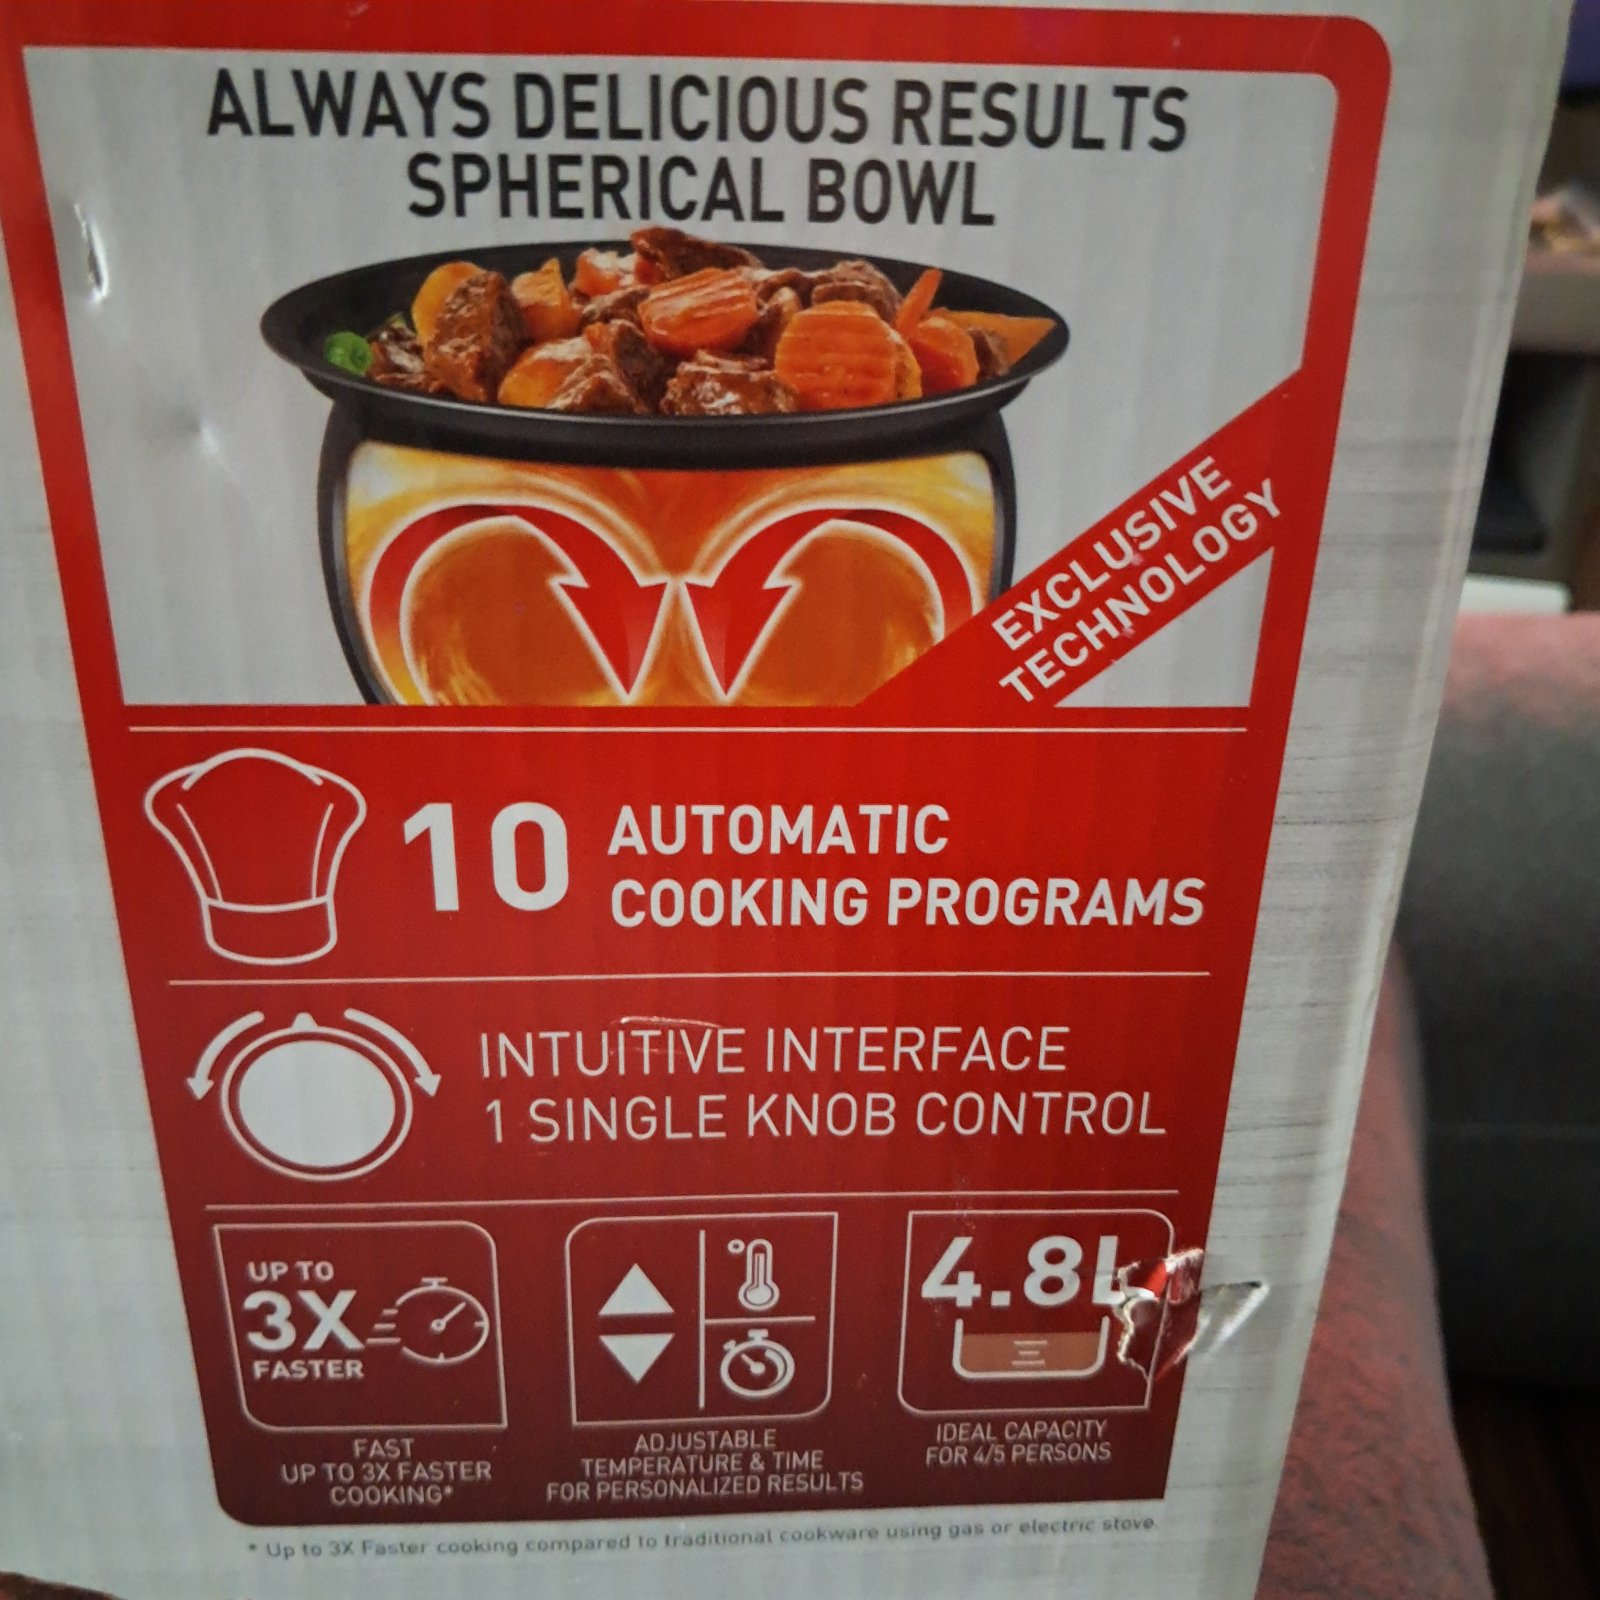 ALWAYS DELICIOUS RESULTS
SPHERICAL BOWL
EXCLUSIVE
TECHNOLOGY
10 AUTOMATIC
COOKING PROGRAMS
INTUITIVE INTERFACE
1 SINGLE KNOB CONTROL
UP TO
3X
FASTER
FAST
UP TO 3X FASTER
COOKING*
ADJUSTABLE
TEMPERATURE & TIME
FOR PERSONALIZED RESULTS
4.8L
IDEAL CAPACITY
FOR 4/5 PERSONS
* Up to 3X Faster cooking compared to traditional cookware using gas or electric stove.